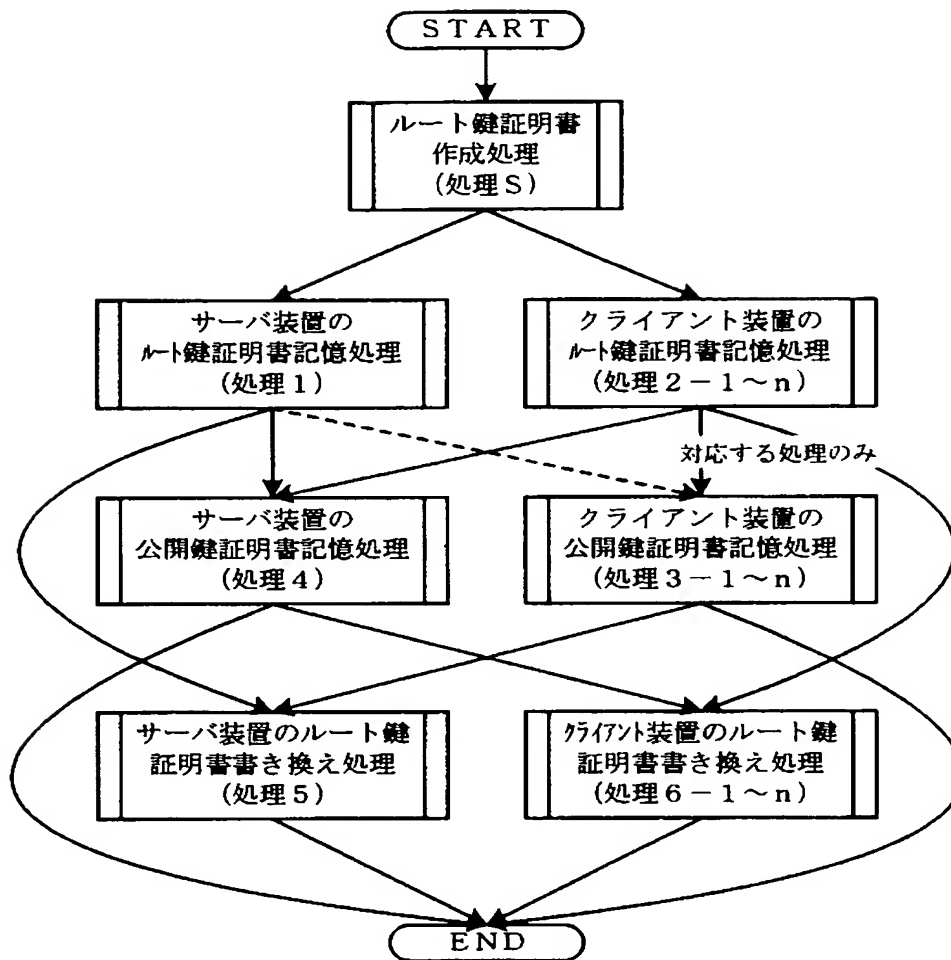 START
ルート鍵証明書
作成処理
(処理S)
サーバ装置の
ルート鍵証明書記憶処理
(処理1)
クライアント装置の
ルート鍵証明書記憶処理
(処理2-1~n)
対応する処理のみ
サーバ装置の
公開鍵証明書記憶処理
(処理4)
クライアント装置の
公開鍵証明書記憶処理
(処理3-1~n)
サーバ装置のルート鍵
証明書書き換え処理
(処理5)
クライアント装置のルート鍵
証明書書き換え処理
(処理6-1~n)
END